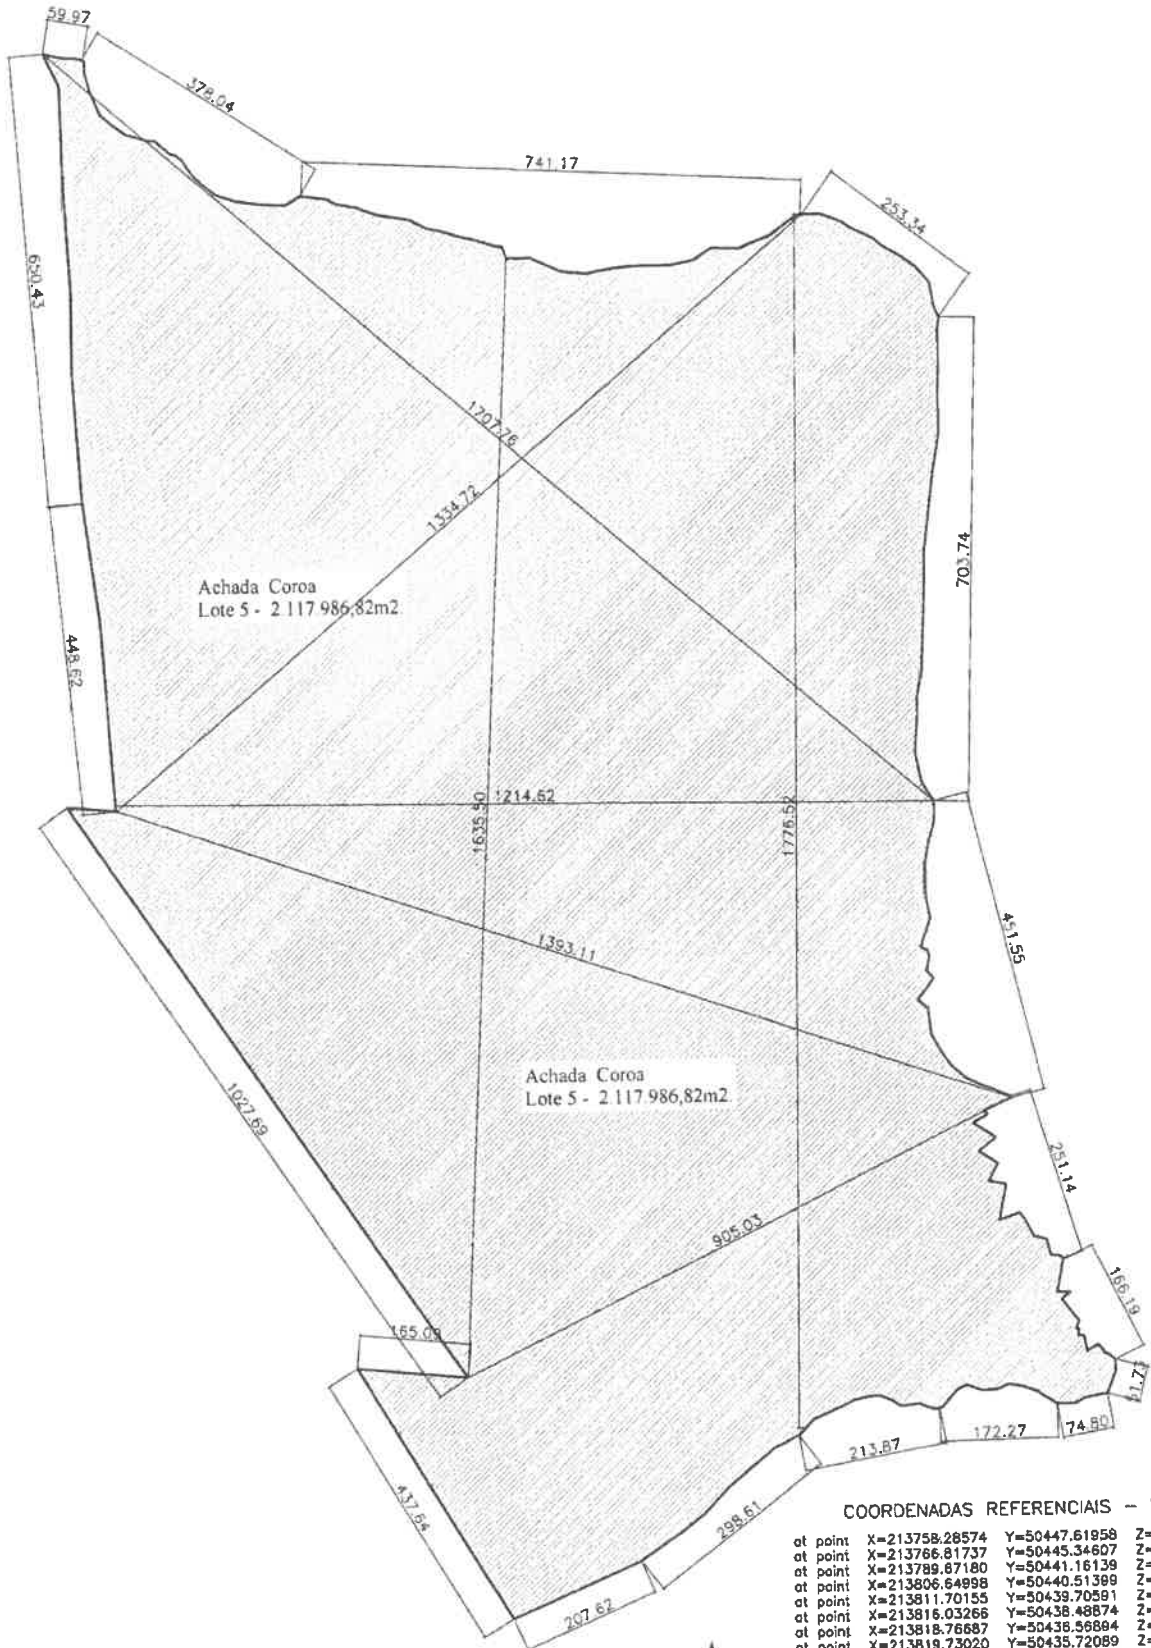 59.97
378.04
741.17
253.34
650.43
1707.76
1334.72
703.74
Achada Coroa
Lote 5 - 2 117 986,82m2
448.62
1214.62
1635.50
1776.52
1393.11
451.55
Achada Coroa
Lote 5 - 2.117.986,82m2
1027.69
251.14
905.03
166.19
165.09
51.73
74.80
172.27
213.87
437.64
298.61
207.62
COORDENADAS REFERENCIAIS -
at point X=213758.28574 Y=50447.61958 Z=
at point X=213766.81737 Y=50445.34607 Z=
at point X=213789.87180 Y=50441.16139 Z=
at point X=213806.64998 Y=50440.51399 Z=
at point X=213811.70155 Y=50439.70591 Z=
at point X=213816.03266 Y=50438.48874 Z=
at point X=213818.76687 Y=50436.56894 Z=
at point X=213819.73020 Y=50435.72089 Z=